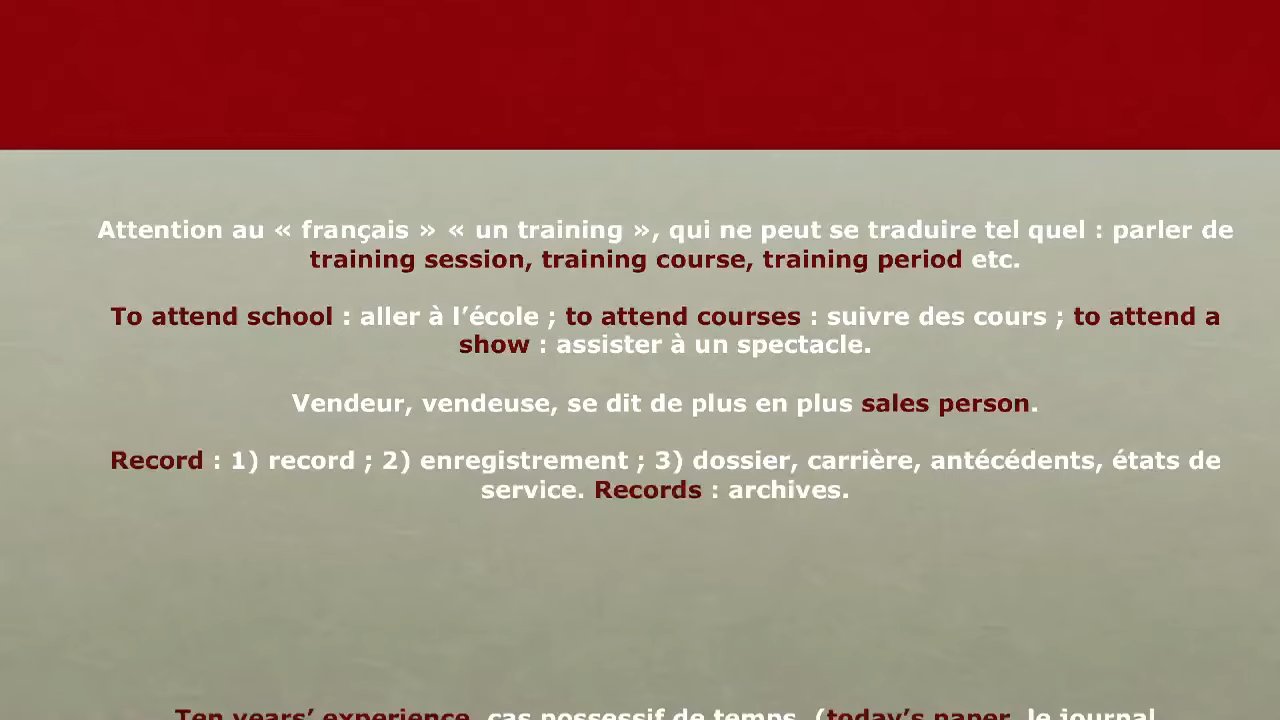 Attention au « français » « un training », qui ne peut se traduire tel quel : parler de
training session, training course, training period etc.
To attend school : aller à l’école ; to attend courses : suivre des cours ; to attend a
show : assister à un spectacle.
Vendeur, vendeuse, se dit de plus en plus sales person.
Record : 1) record ; 2) enregistrement ; 3) dossier, carrière, antécédents, états de
service. Records : archives.
Ten years’ experience, cas possessif de temps. (today’s paper, le journal